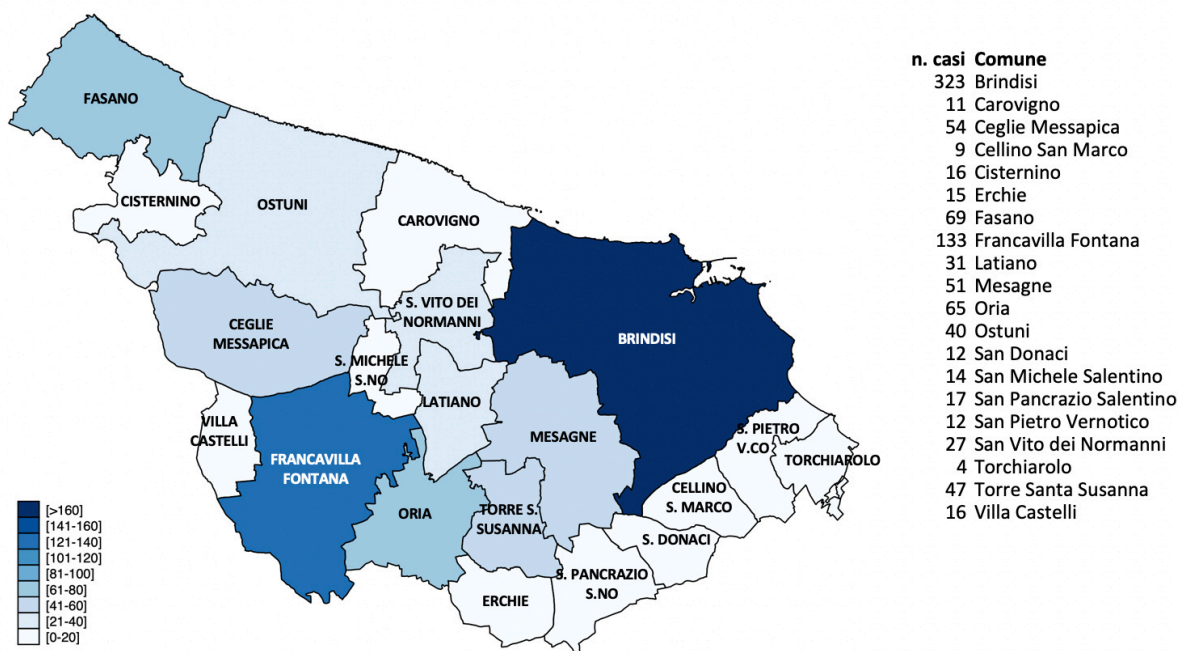 FASANO
CISTERNINO
OSTUNI
CAROVIGNO
S. VITO DEI
NORMANNI
CEGLIE
MESSAPICA
BRINDISI
S. MICHELE
S.NO
LATIANO
VILLA
CASTELLI
MESAGNE
S. PIETRO
V.CO
TORCHIAROLO
FRANCAVILLA
FONTANA
CELLINO
S. MARCO
ORIA
TORRE S.
SUSANNA
S. DONACI
S. PANCRAZIO
S.NO
ERCHIE
[>160]
[141-160]
[121-140]
[101-120]
[81-100]
[61-80]
[41-60]
[21-40]
[0-20]
n. casi Comune
323 Brindisi
11 Carovigno
54 Ceglie Messapica
9 Cellino San Marco
16 Cisternino
15 Erchie
69 Fasano
133 Francavilla Fontana
31 Latiano
51 Mesagne
65 Oria
40 Ostuni
12 San Donaci
14 San Michele Salentino
17 San Pancrazio Salentino
12 San Pietro Vernotico
27 San Vito dei Normanni
4 Torchiarolo
47 Torre Santa Susanna
16 Villa Castelli